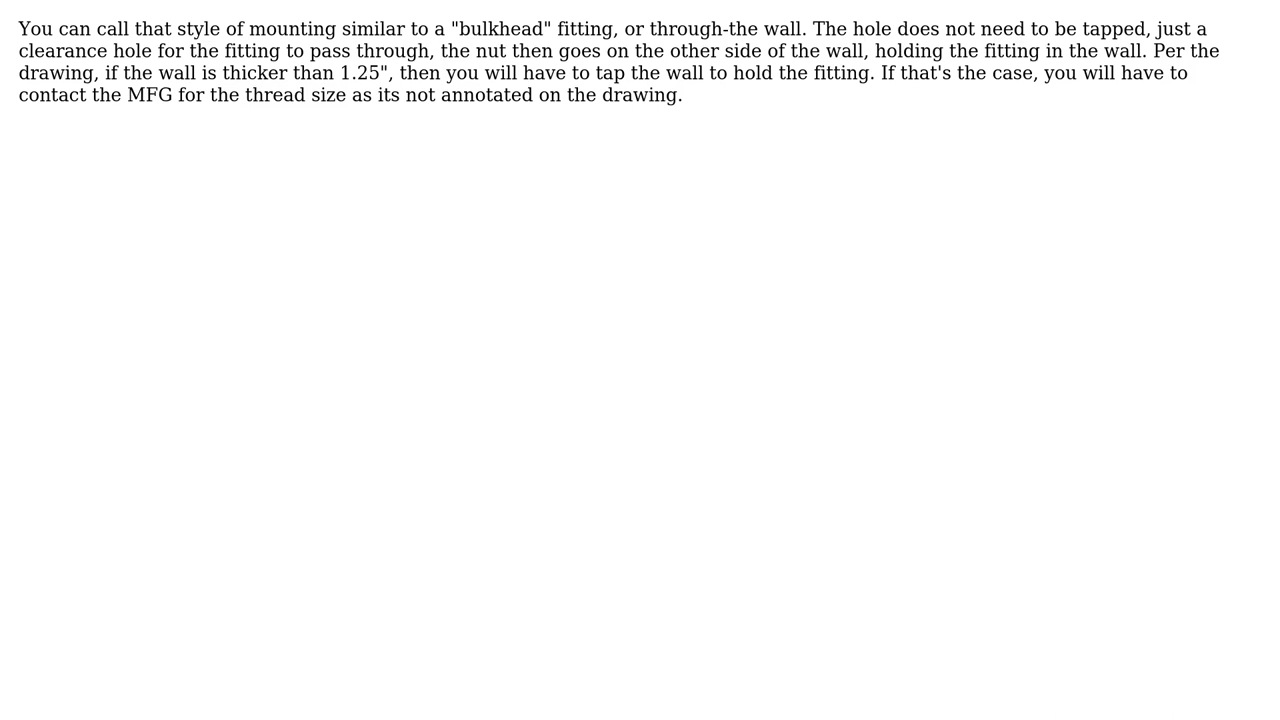 You can call that style of mounting similar to a "bulkhead" fitting, or through-the wall. The hole does not need to be tapped, just a
clearance hole for the fitting to pass through, the nut then goes on the other side of the wall, holding the fitting in the wall. Per the
drawing, if the wall is thicker than 1.25", then you will have to tap the wall to hold the fitting. If that's the case, you will have to
contact the MFG for the thread size as its not annotated on the drawing.